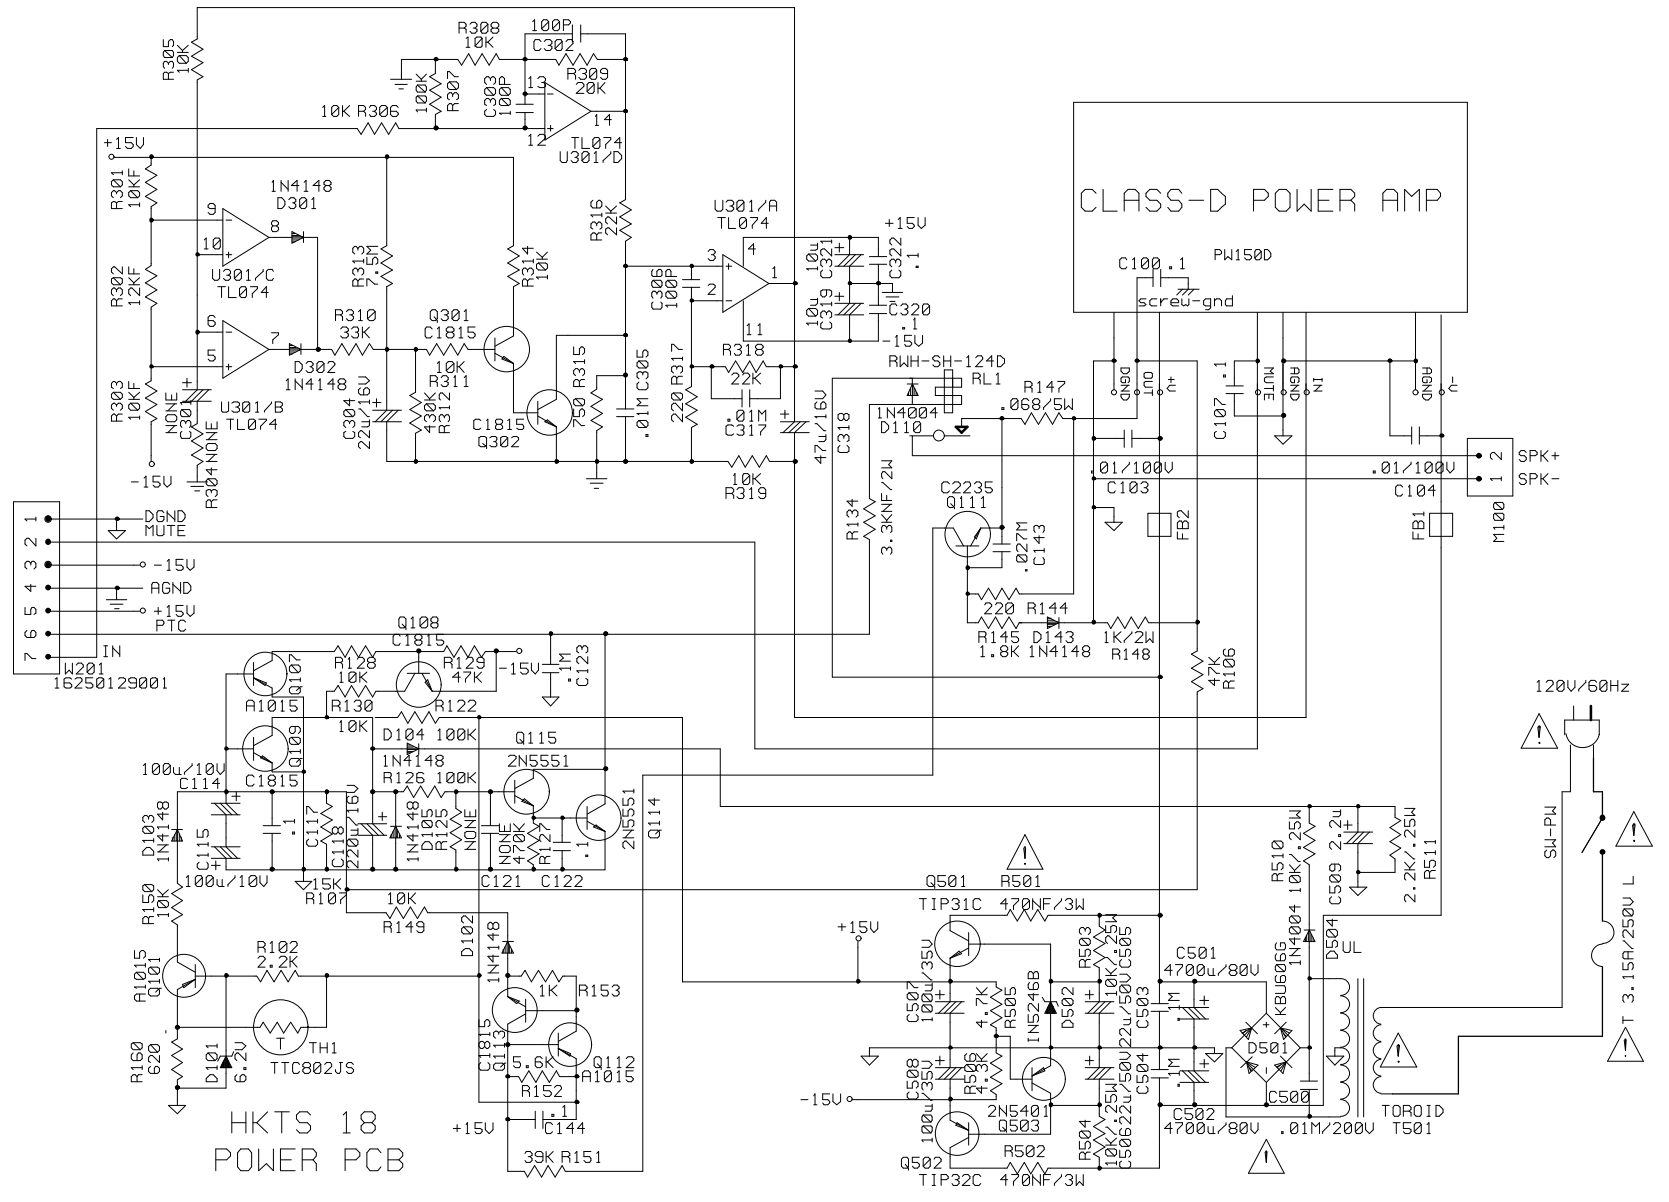 R305
10K
R308
10K
100P
C302
R309
20K
100K
R307
C303
100P
13
12
14
TL074
U301/D
10K R306
+15V
R301
10KF
R302
12KF
R303
10KF
-15V
1N4148
D301
9
10
8
U301/C
TL074
6
5
7
D302
1N4148
U301/B
TL074
NONE
C301
R304
NONE
R313
7.5M
R310
33K
Q301
C1815
10K
R311
R314
10K
C304
22u/16V
430K
R312
C1815
Q302
750
R315
.01M
C305
R316
22K
C306
100P
U301/A
TL074
3
2
4
11
1
220
R317
R318
22K
.01M
C317
10K
R319
10u
C321
+15V
C322
.1
10u
C319
C320
.1
-15V
47u/16V
C318
RWH-SH-124D
RL1
1N4004
D110
R147
.068/5W
R134
3.3KNF/2W
C2235
Q111
.027M
C143
220
R144
R145
1.8K
D143
1N4148
1K/2W
R148
47K
R106
CLASS-D POWER AMP
PW150D
C100 .1
screw-gnd
DGND
OUT
+V
MUTE
AGND
IN
AGND
-V
C107
.1
.01/100V
C103
.01/100V
C104
FB2
FB1
2
1
SPK+
SPK-
M100
1
2
3
4
5
6
7
DGND
MUTE
-15V
AGND
+15V
PTC
IN
W201
16250129001
Q107
A1015
R128
10K
Q108
C1815
R129
47K
-15V
.1M
C123
R130
10K
R122
100K
D104
1N4148
Q109
C1815
R126 100K
Q115
2N5551
2N5551
Q114
100u/10V
C114
C115
100u/10V
D103
1N4148
.1
C117
C118
220u/16V
1N4148
D105
R125
NONE
NONE
C121
470K
R127
.1
C122
15K
R107
R150
10K
10K
R149
D102
1N4148
A1015
Q101
R102
2.2K
1K
R153
C1815
Q113
Q112
A1015
5.6K
R152
.1
C144
+15V
39K R151
R160
620
D101
6.2V
T
TH1
TTC802JS
HKTS 18
POWER PCB
Q501
TIP31C
R501
470NF/3W
+15V
-15V
C507
100u/35V
4.7K
R505
IN5246B
D502
R503
10K/.25W
C505
22u/50V
C503
.1M
C501
4700u/80V
C508
100u/35V
R506
4.3K
2N5401
Q503
R504
10K/.25W
C506
22u/50V
C504
.1M
C502
4700u/80V
Q502
TIP32C
R502
470NF/3W
KBU606G
D501
C500
.01M/200V
R510
10K/.25W
1N4004
D504
UL
C509
2.2u
2.2K/.25W
R511
TOROID
T501
120V/60Hz
SW-PW
T 3.15A/250V L